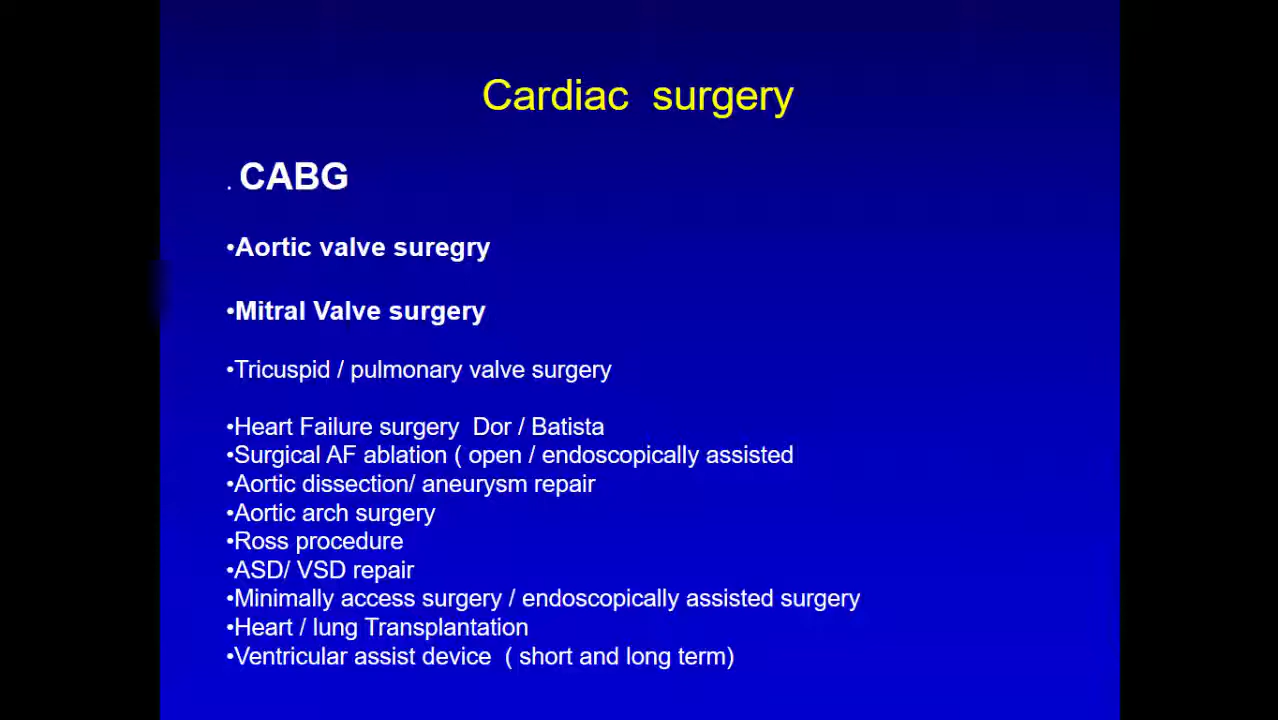 Cardiac  surgery
. CABG
•Aortic valve suregry
•Mitral Valve surgery
•Tricuspid / pulmonary valve surgery
•Heart Failure surgery  Dor / Batista
•Surgical AF ablation ( open / endoscopically assisted
•Aortic dissection/ aneurysm repair
•Aortic arch surgery
•Ross procedure
•ASD/ VSD repair
•Minimally access surgery / endoscopically assisted surgery
•Heart / lung Transplantation
•Ventricular assist device  ( short and long term)